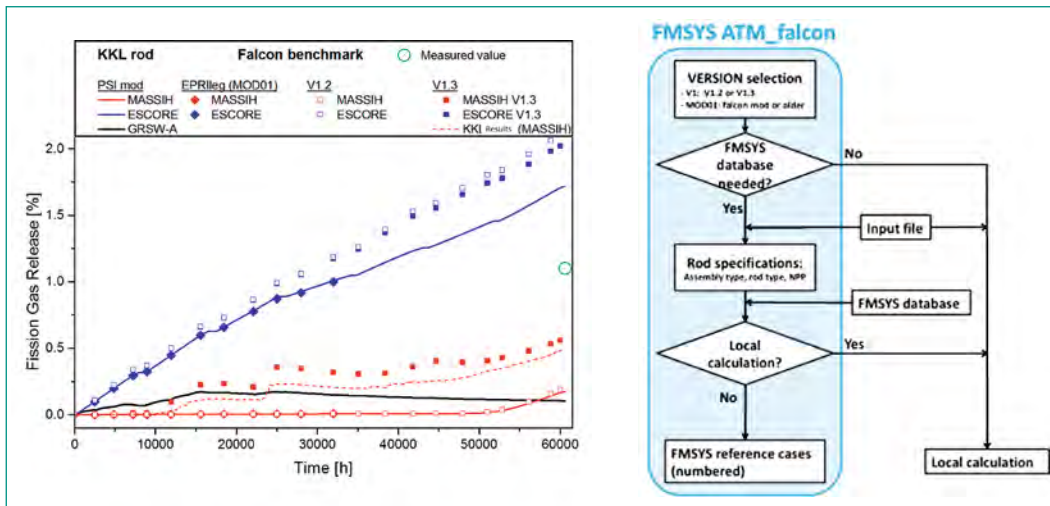 KKL rod Falcon benchmark Measured value
PSI mod EPRIleg (MOD01) V1.2 V1.3
MASSIH MASSIH MASSIH MASSIH V1.3
ESCORE ESCORE ESCORE ESCORE V1.3
GRSW-A KKL Results (MASSIH)
Fission Gas Release [%]
2.0
1.5
1.0
0.5
0.0
0 10000 20000 30000 40000 50000 60000
Time [h]
FMSYS ATM_falcon
VERSION selection
- V1: V1.2 or V1.3
- MOD01: falcon mod or older
FMSYS
database
needed?
No
Yes
Input file
Rod specifications:
Assembly type, rod type, NPP
FMSYS database
Local
calculation?
Yes
No
FMSYS reference cases
(numbered)
Local calculation